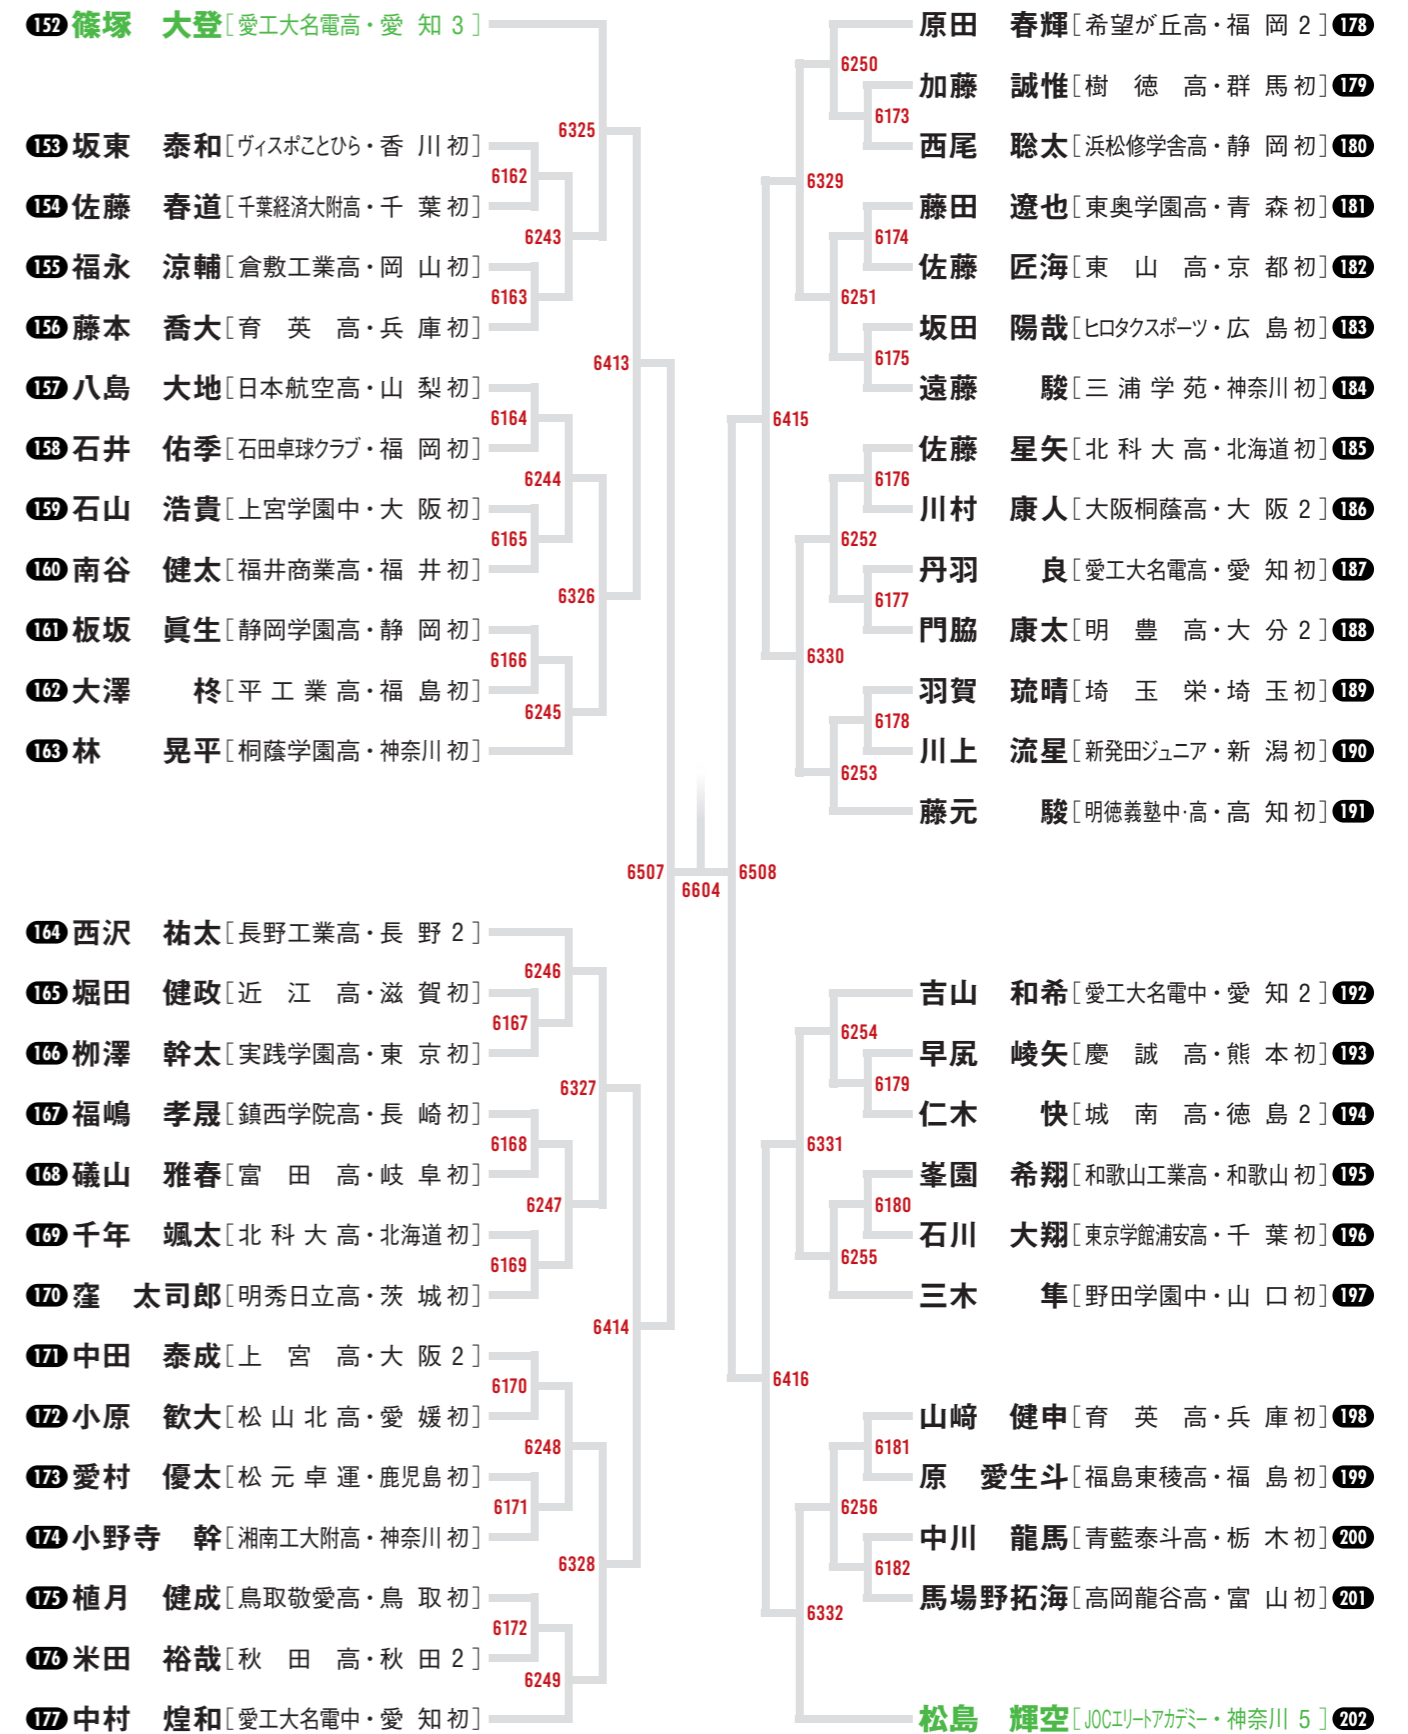 152 篠塚 大登［愛工大名電高・愛 知 3］
6325
153 坂東 泰和［ヴィスポことひら・香 川 初］
6162
154 佐藤 春道［千葉経済大附高・千 葉 初］
6243
155 福永 涼輔［倉敷工業高・岡 山 初］
6163
156 藤本 喬大［育 英 高・兵 庫 初］
6413
157 八島 大地［日本航空高・山 梨 初］
6164
158 石井 佑季［石田卓球クラブ・福 岡 初］
6244
159 石山 浩貴［上宮学園中・大 阪 初］
6165
160 南谷 健太［福井商業高・福 井 初］
6326
161 板坂 眞生［静岡学園高・静 岡 初］
6166
162 大澤 柊［平 工 業 高・福 島 初］
6245
163 林 晃平［桐蔭学園高・神奈川 初］
6507
164 西沢 祐太［長野工業高・長 野 2］
6246
165 堀田 健政［近 江 高・滋 賀 初］
6167
166 栁澤 幹太［実践学園高・東 京 初］
6327
167 福嶋 孝晟［鎮西学院高・長 崎 初］
6168
168 礒山 雅春［富 田 高・岐 阜 初］
6247
169 千年 颯太［北 科 大 高・北海道 初］
6169
170 窪 太司郎［明秀日立高・茨 城 初］
6414
171 中田 泰成［上 宮 高・大 阪 2］
6170
172 小原 歓大［松 山 北 高・愛 媛 初］
6248
173 愛村 優太［松 元 卓 運・鹿児島 初］
6171
174 小野寺 幹［湘南工大附高・神奈川 初］
6328
175 植月 健成［鳥取敬愛高・鳥 取 初］
6172
176 米田 裕哉［秋 田 高・秋 田 2］
6249
177 中村 煌和［愛工大名電中・愛 知 初］
6604
原田 春輝［希望が丘高・福 岡 2］178
6250
加藤 誠惟［樹 徳 高・群 馬 初］179
6173
西尾 聡太［浜松修学舎高・静 岡 初］180
6329
藤田 遼也［東奥学園高・青 森 初］181
6174
佐藤 匠海［東 山 高・京 都 初］182
6251
坂田 陽哉［ヒロタクスポーツ・広 島 初］183
6175
遠藤 駿［三 浦 学 苑・神奈川 初］184
6415
佐藤 星矢［北 科 大 高・北海道 初］185
6176
川村 康人［大阪桐蔭高・大 阪 2］186
6252
丹羽 良［愛工大名電高・愛 知 初］187
6177
門脇 康太［明 豊 高・大 分 2］188
6330
羽賀 琉晴［埼 玉 栄・埼 玉 初］189
6178
川上 流星［新発田ジュニア・新 潟 初］190
6253
藤元 駿［明徳義塾中・高・高 知 初］191
6508
吉山 和希［愛工大名電中・愛 知 2］192
6254
早尻 崚矢［慶 誠 高・熊 本 初］193
6179
仁木 快［城 南 高・徳 島 2］194
6331
峯園 希翔［和歌山工業高・和歌山 初］195
6180
石川 大翔［東京学館浦安高・千 葉 初］196
6255
三木 隼［野田学園中・山 口 初］197
6416
山﨑 健申［育 英 高・兵 庫 初］198
6181
原 愛生斗［福島東稜高・福 島 初］199
6256
中川 龍馬［青藍泰斗高・栃 木 初］200
6182
馬場野拓海［高岡龍谷高・富 山 初］201
6332
松島 輝空［JOCエリートアカデミー・神奈川 5］202